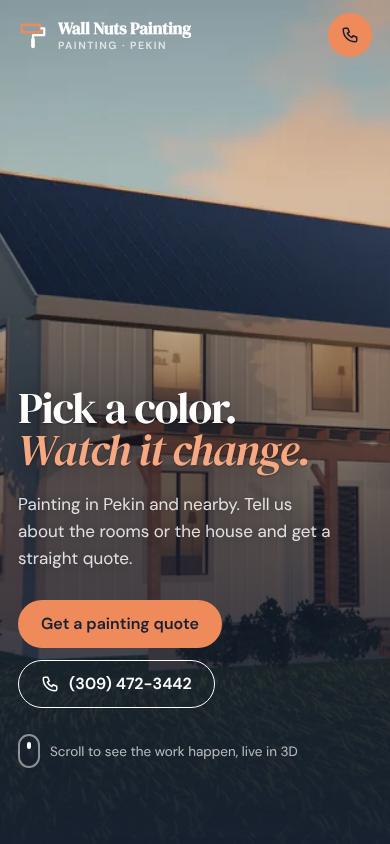 Wall Nuts Painting
PAINTING · PEKIN
Pick a color.
Watch it change.
Painting in Pekin and nearby. Tell us
about the rooms or the house and get a
straight quote.
Get a painting quote
(309) 472-3442
Scroll to see the work happen, live in 3D